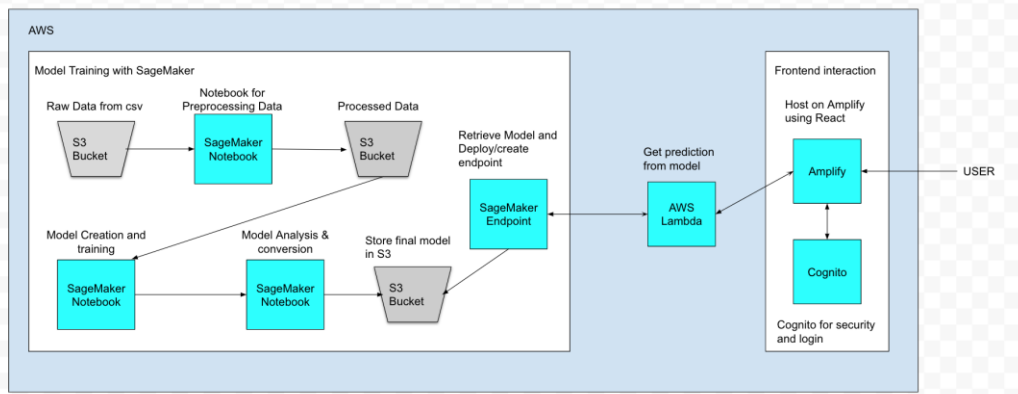 AWS
Model Training with SageMaker
Raw Data from csv
S3
Bucket
Notebook for
Preprocessing Data
SageMaker
Notebook
Processed Data
S3
Bucket
Retrieve Model and
Deploy/create
endpoint
SageMaker
Endpoint
Model Creation and
training
SageMaker
Notebook
Model Analysis &
conversion
SageMaker
Notebook
Store final model
in S3
S3
Bucket
Get prediction
from model
AWS
Lambda
Frontend interaction
Host on Amplify
using React
Amplify
USER
Cognito
Cognito for security
and login